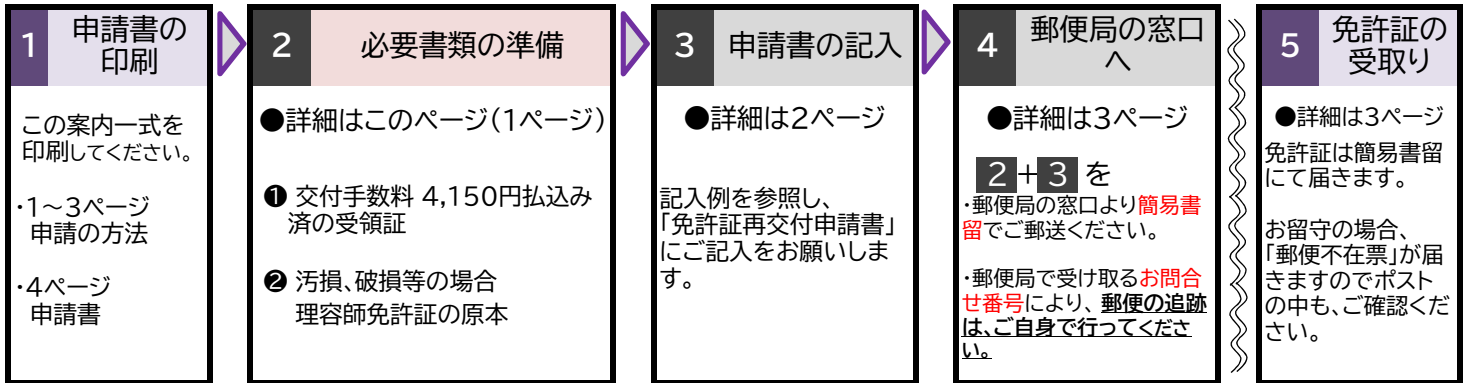 1
申請書の
印刷
この案内一式を
印刷してください。
・1～3ページ
申請の方法
・4ページ
申請書
2
必要書類の準備
●詳細はこのページ(1ページ)
❶ 交付手数料 4,150円払込み
済の受領証
❷ 汚損、破損等の場合
理容師免許証の原本
3
申請書の記入
●詳細は2ページ
記入例を参照し、
「免許証再交付申請書」
にご記入をお願いしま
す。
4
郵便局の窓口
へ
●詳細は3ページ
2+3 を
・郵便局の窓口より簡易書
留でご郵送ください。
・郵便局で受け取るお問合
せ番号により、郵便の追跡
は、ご自身で行ってくださ
い。
5
免許証の
受取り
●詳細は3ページ
免許証は簡易書留
にて届きます。
お留守の場合、
「郵便不在票」が届
きますのでポスト
の中も、ご確認くだ
さい。